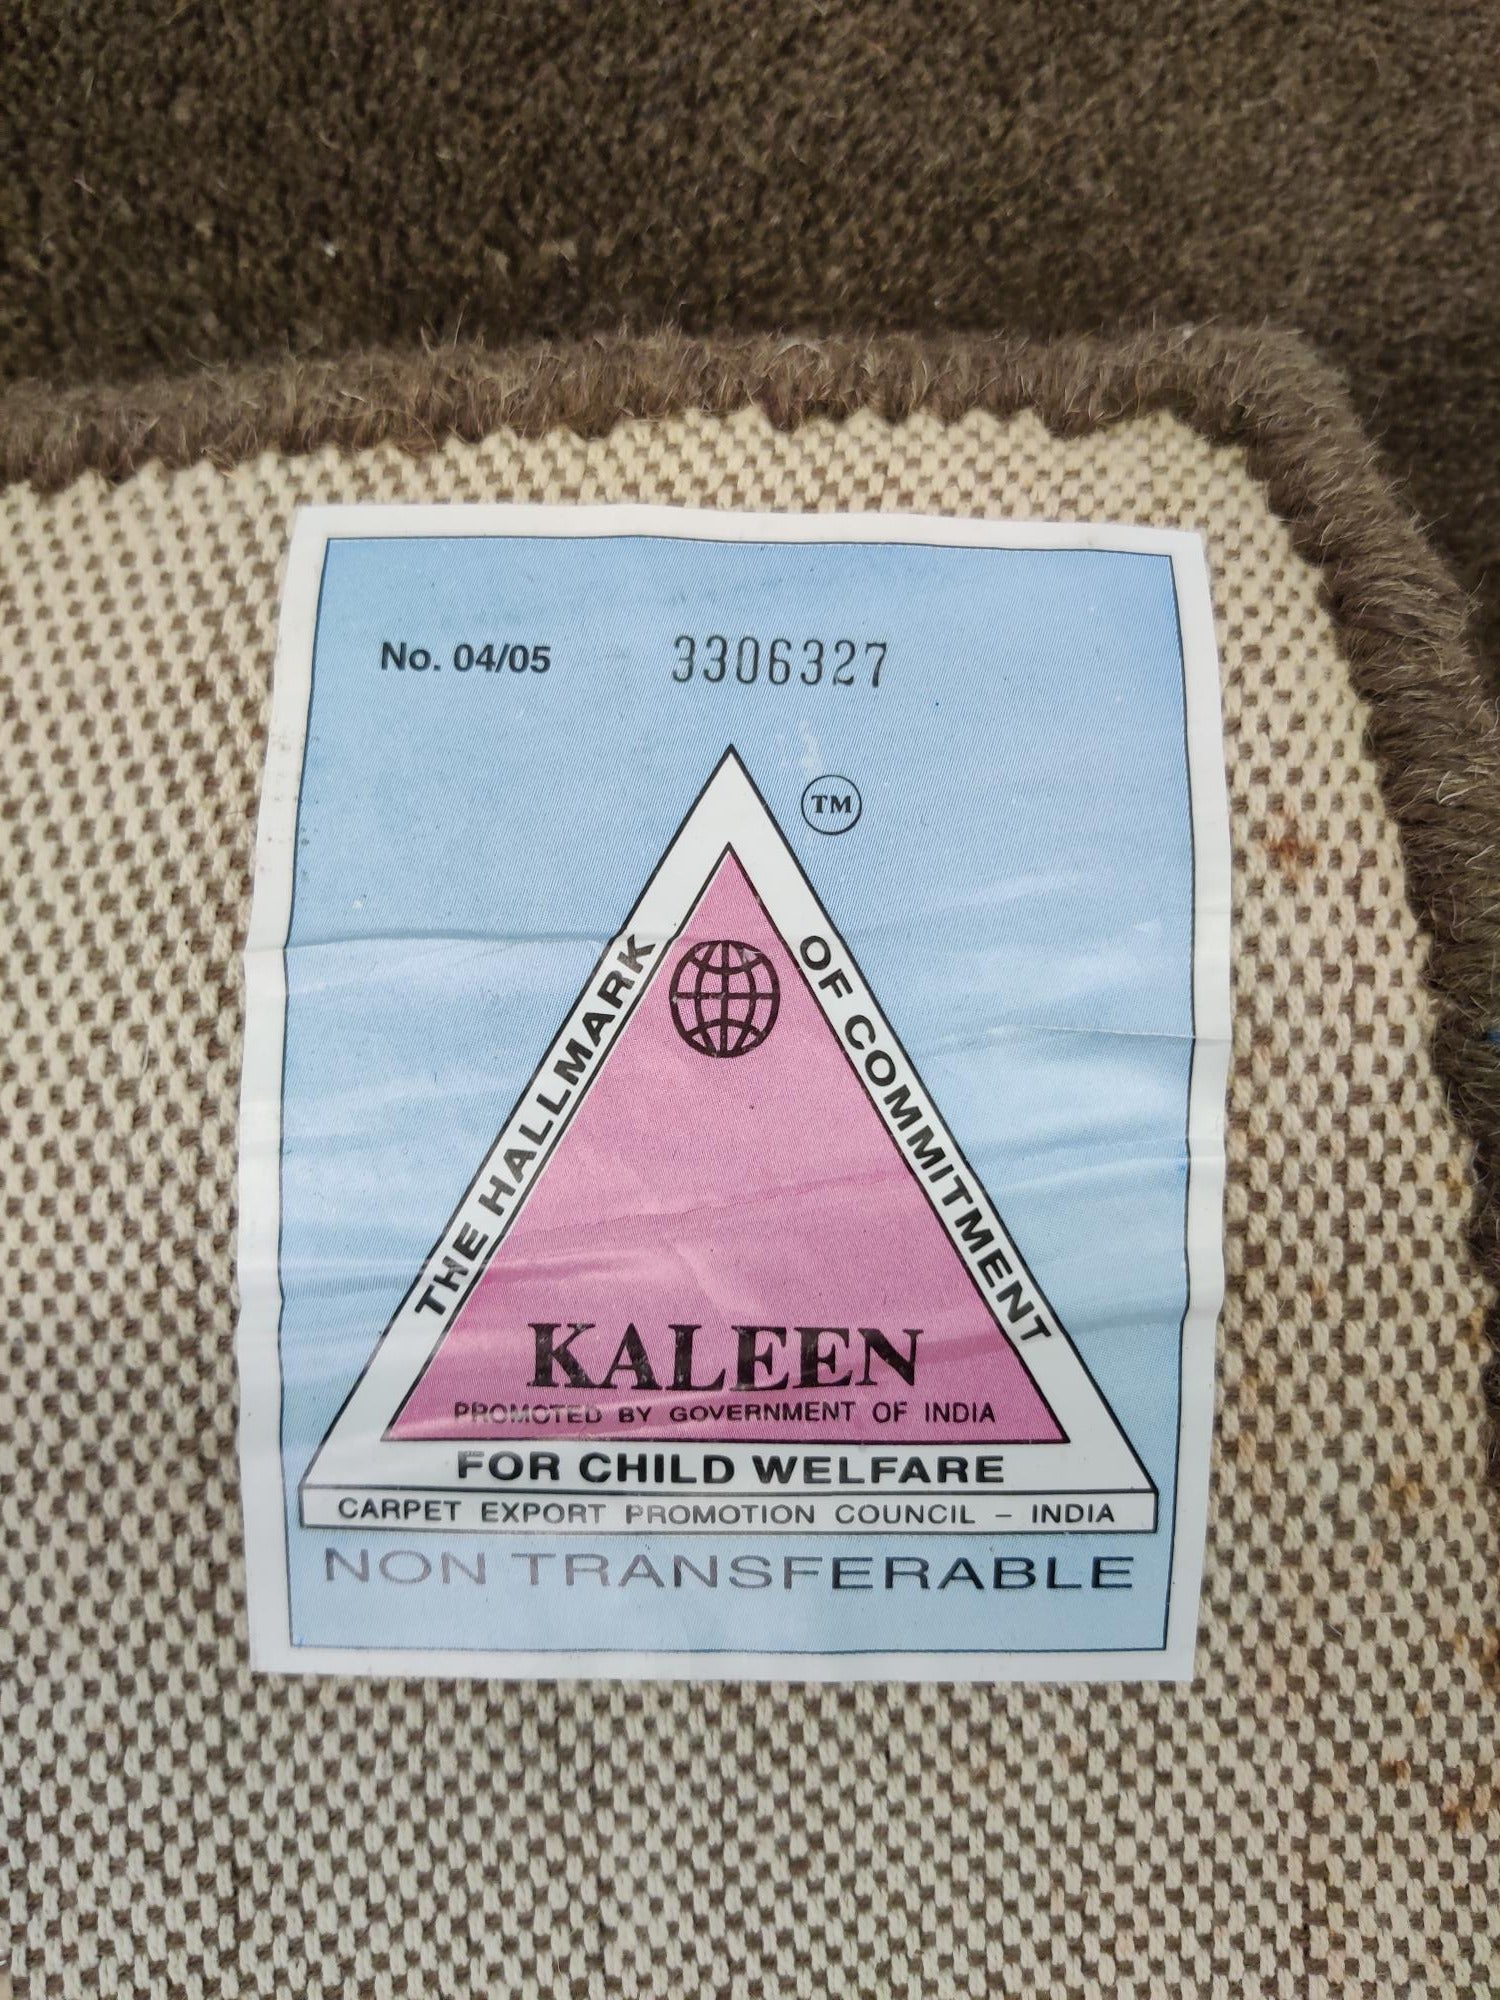 No. 04/05 3306327
TM
THE HALLMARK
OF COMMITMENT
KALEEN
PROMOTED BY GOVERNMENT OF INDIA
FOR CHILD WELFARE
CARPET EXPORT PROMOTION COUNCIL – INDIA
NON TRANSFERABLE